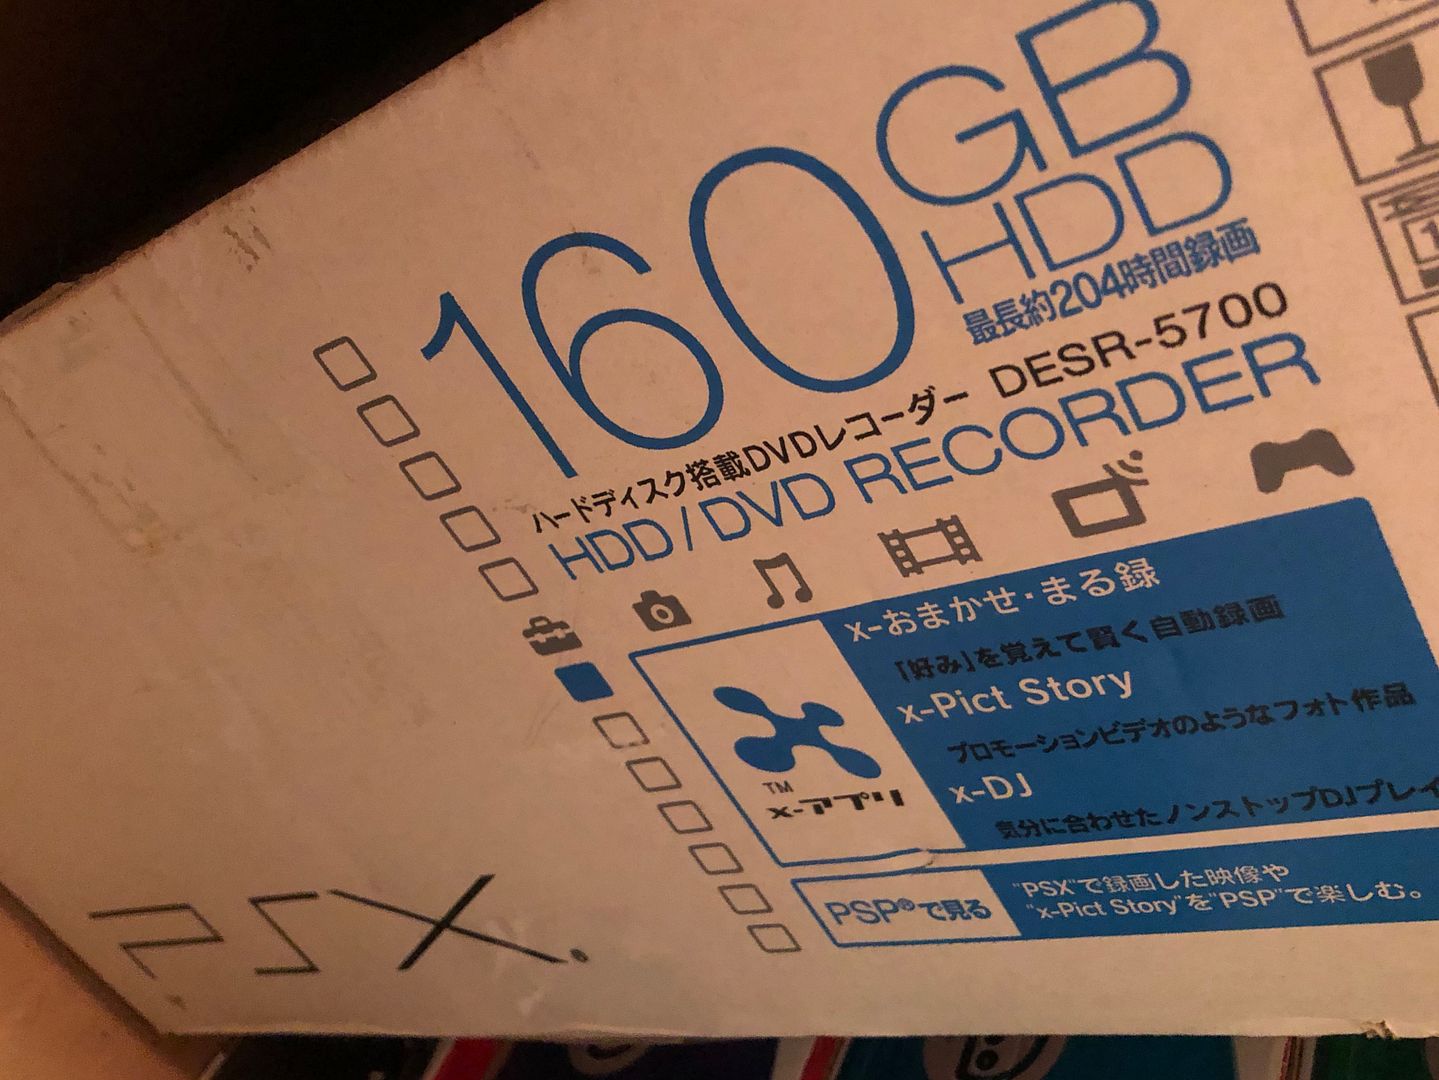 160
GB
HDD
最長約204時間録画
ハードディスク搭載DVDレコーダー DESR-5700
HDD/DVD RECORDER
x-おまかせ・まる録
「好み」を覚えて賢く自動録画
x-Pict Story
プロモーションビデオのようなフォト作品
x-DJ
気分に合わせたノンストップDJプレイ
TM
x-アプリ
PSP®で見る
"PSX"で録画した映像や
"x-Pict Story"を"PSP"で楽しむ。
PSX.